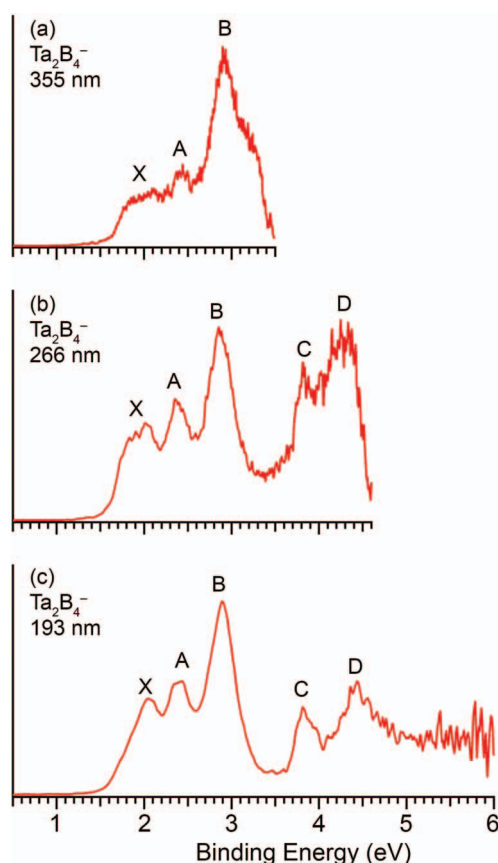 (a)
Ta₂B₄⁻
355 nm
X
A
B
(b)
Ta₂B₄⁻
266 nm
X
A
B
C
D
(c)
Ta₂B₄⁻
193 nm
X
A
B
C
D
1 2 3 4 5 6
Binding Energy (eV)